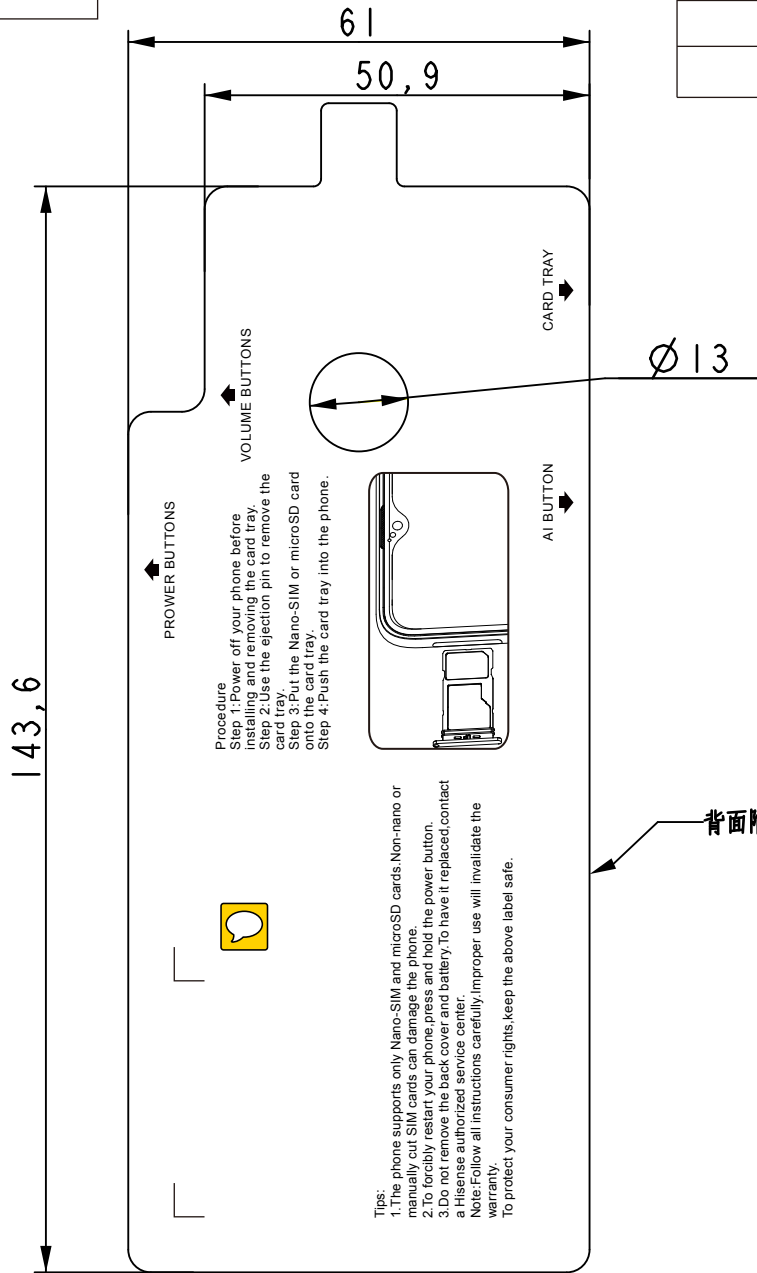 61
50,9
143,6
Ø13
CARD TRAY
VOLUME BUTTONS
AI BUTTON
PROWER BUTTONS
Procedure
Step 1:Power off your phone before
installing and removing the card tray.
Step 2:Use the ejection pin to remove the
card tray.
Step 3:Put the Nano-SIM or microSD card
onto the card tray.
Step 4:Push the card tray into the phone.
背面
Tips:
1.The phone supports only Nano-SIM and microSD cards.Non-nano or
manually cut SIM cards can damage the phone.
2.To forcibly restart your phone,press and hold the power button.
3.Do not remove the back cover and battery.To have it replaced,contact
a Hisense authorized service center.
Note:Follow all instructions carefully.Improper use will invalidate the
warranty.
To protect your consumer rights,keep the above label safe.